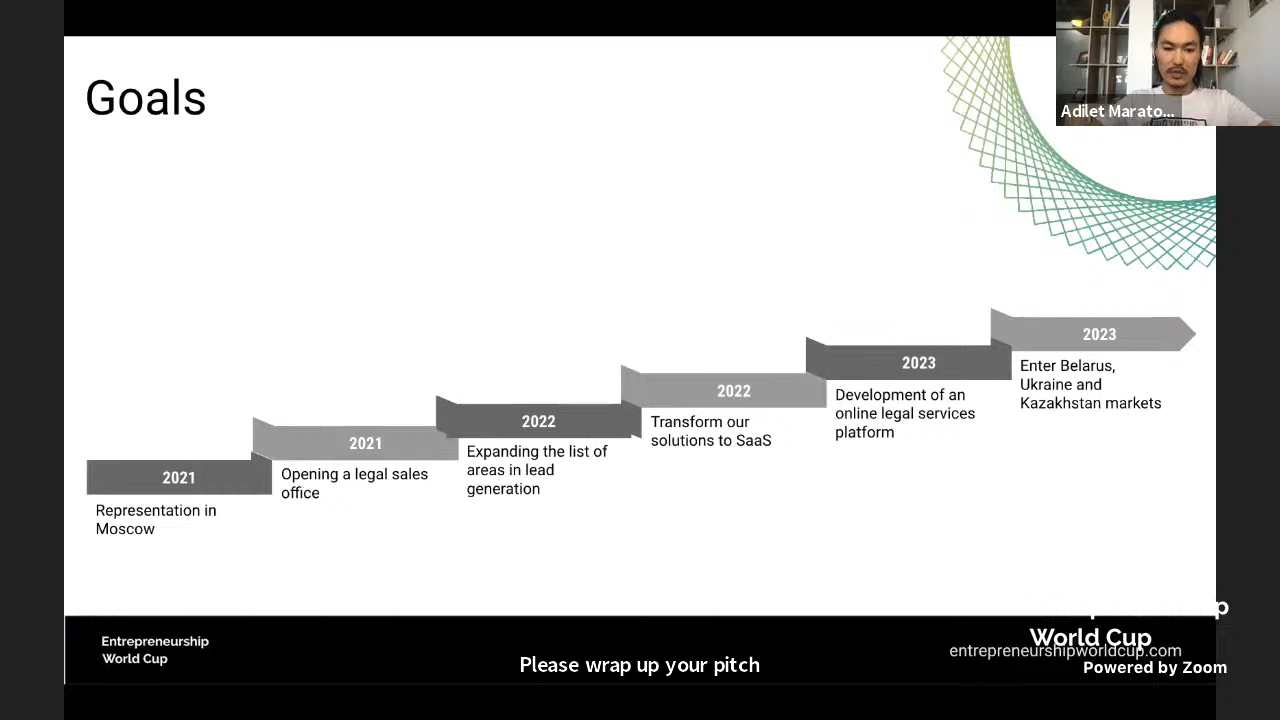 Goals
Adilet Marato...
2021
Representation in
Moscow
2021
Opening a legal sales
office
2022
Expanding the list of
areas in lead
generation
2022
Transform our
solutions to SaaS
2023
Development of an
online legal services
platform
2023
Enter Belarus,
Ukraine and
Kazakhstan markets
Entrepreneurship
World Cup
Please wrap up your pitch
World Cup
entrepreneurshipworldcup.com
Powered by Zoom